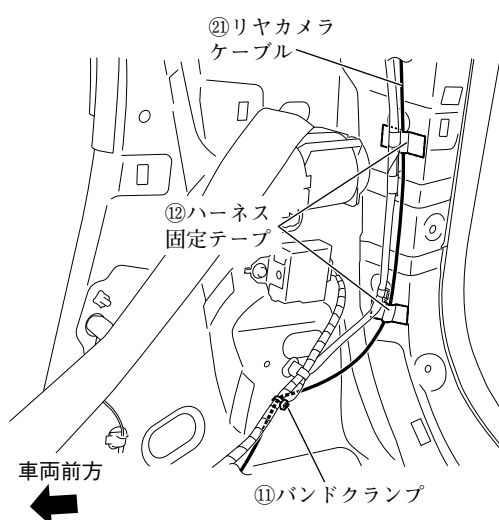 ㉑リヤカメラ
ケーブル
⑫ハーネス
固定テープ
車両前方
⑪バンドクランプ